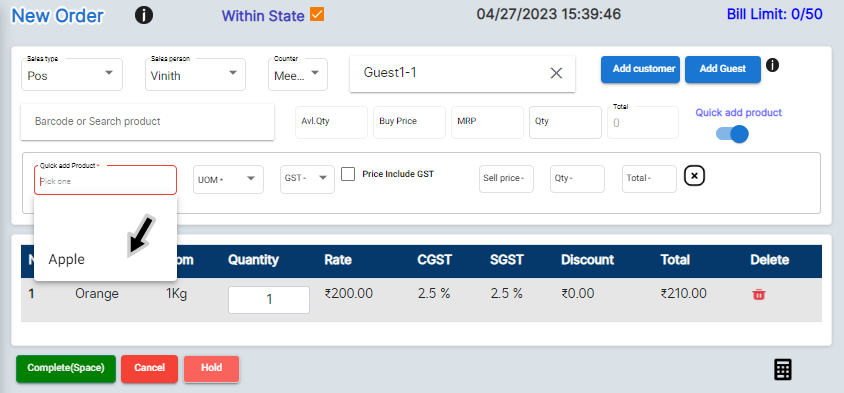 New Order i Within State 04/27/2023 15:39:46 Bill Limit: 0/50
Sales type
Pos
Sales person
Vinith
Counter
Mee...
Guest1-1
Add customer
Add Guest
i
Barcode or Search product
Avl.Qty
Buy Price
MRP
Qty
Total
0
Quick add product
Quick add Product -
Pick one
UOM -
GST -
Price Include GST
Sell price -
Qty -
Total -
Apple
N om Quantity Rate CGST SGST Discount Total Delete
1 Orange 1Kg 1 ₹200.00 2.5 % 2.5 % ₹0.00 ₹210.00
Complete(Space) Cancel Hold